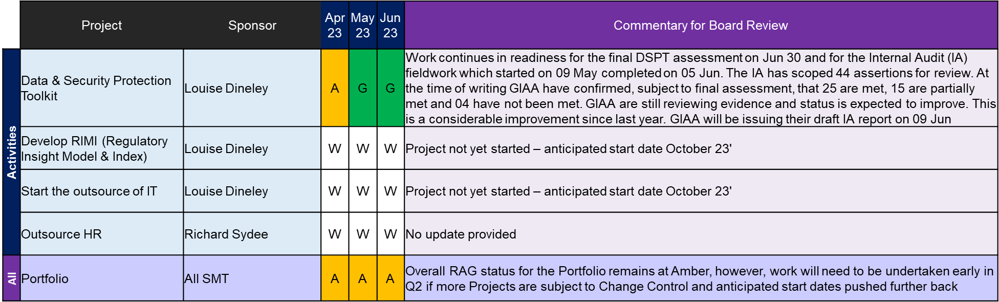 Project Sponsor Apr 23 May 23 Jun 23 Commentary for Board Review
Activities
Data & Security Protection
Toolkit
Louise Dineley
A G G
Work continues in readiness for the final DSPT assessment on Jun 30 and for the Internal Audit (IA)
fieldwork which started on 09 May completed on 05 Jun. The IA has scoped 44 assertions for review. At
the time of writing GIAA have confirmed, subject to final assessment, that 25 are met, 15 are partially
met and 04 have not been met. GIAA are still reviewing evidence and status is expected to improve. This
is a considerable improvement since last year. GIAA will be issuing their draft IA report on 09 Jun
Develop RIMI (Regulatory
Insight Model & Index)
Louise Dineley
W W W
Project not yet started – anticipated start date October 23'
Start the outsource of IT
Louise Dineley
W W W
Project not yet started – anticipated start date October 23'
Outsource HR
Richard Sydee
W W W
No update provided
All
Portfolio
All SMT
A A A
Overall RAG status for the Portfolio remains at Amber, however, work will need to be undertaken early in
Q2 if more Projects are subject to Change Control and anticipated start dates pushed further back